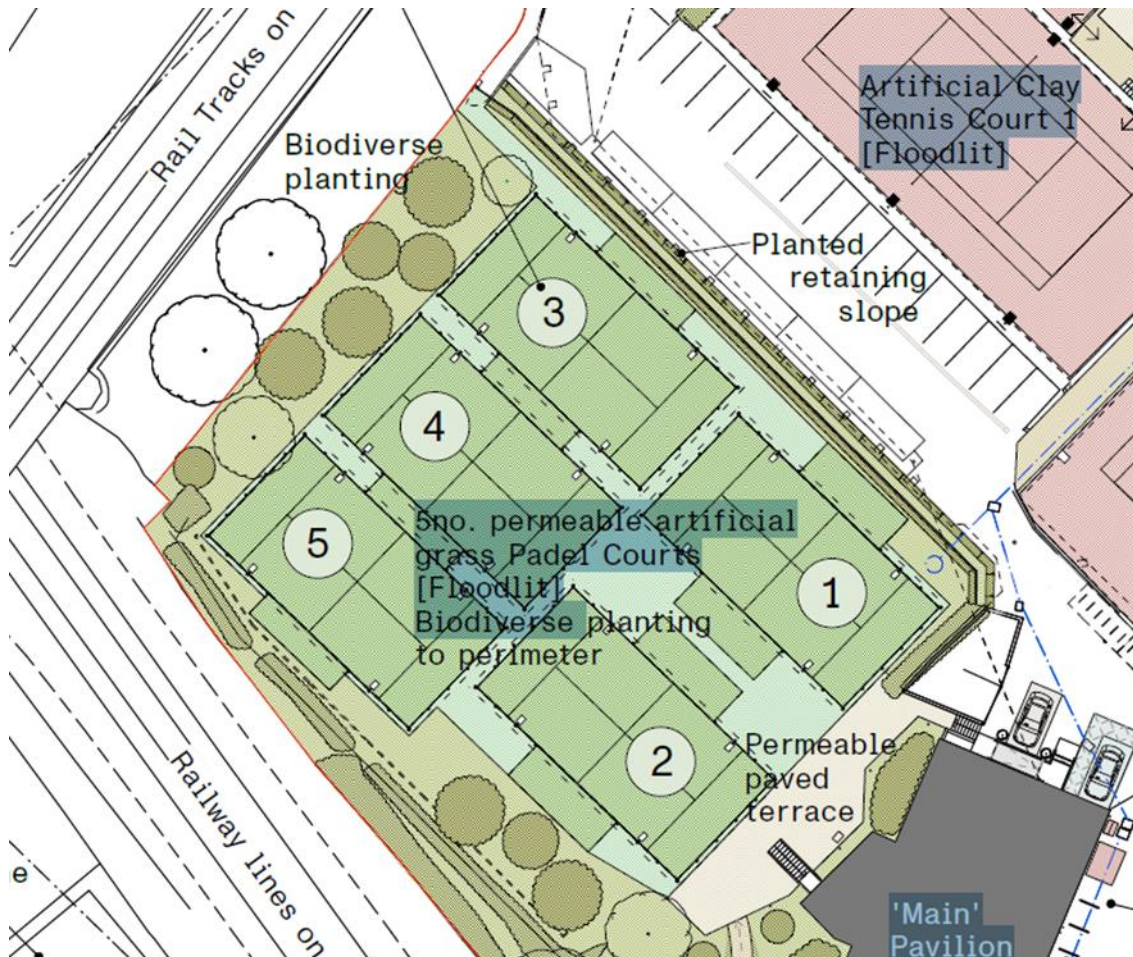 Rail Tracks on
Biodiverse
planting
Artificial Clay
Tennis Court 1
[Floodlit]
Planted
retaining
slope
3
4
5
5no. permeable artificial
grass Padel Courts
[Floodlit]
Biodiverse planting
to perimeter
1
2
Permeable
paved
terrace
Railway lines on
e
'Main'
Pavilion